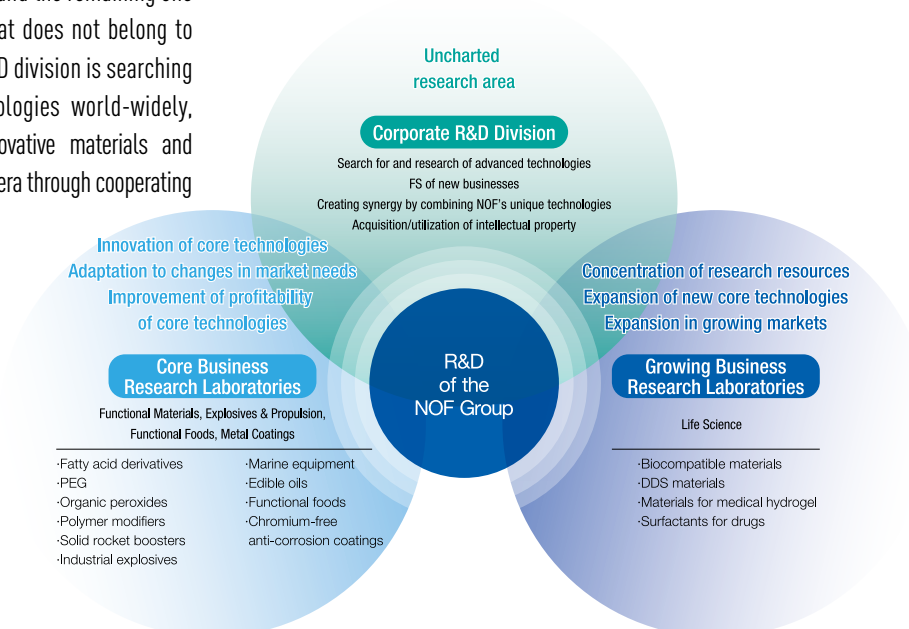 and the remaining one
at does not belong to
D division is searching
ologies world-widely,
ovative materials and
era through cooperating
Uncharted
research area
Corporate R&D Division
Search for and research of advanced technologies
FS of new businesses
Creating synergy by combining NOF's unique technologies
Acquisition/utilization of intellectual property
Innovation of core technologies
Adaptation to changes in market needs
Improvement of profitability
of core technologies
Core Business
Research Laboratories
Functional Materials, Explosives & Propulsion,
Functional Foods, Metal Coatings
·Fatty acid derivatives
·PEG
·Organic peroxides
·Polymer modifiers
·Solid rocket boosters
·Industrial explosives
·Marine equipment
·Edible oils
·Functional foods
·Chromium-free
anti-corrosion coatings
R&D
of the
NOF Group
Concentration of research resources
Expansion of new core technologies
Expansion in growing markets
Growing Business
Research Laboratories
Life Science
·Biocompatible materials
·DDS materials
·Materials for medical hydrogel
·Surfactants for drugs